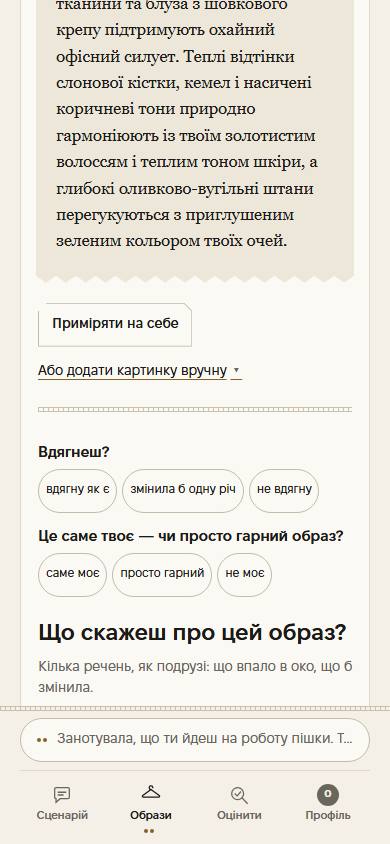 тканини та блуза з шовкового
крепу підтримують охайний
офісний силует. Теплі відтінки
слонової кістки, кемел і насичені
коричневі тони природно
гармоніюють із твоїм золотистим
волоссям і теплим тоном шкіри, а
глибокі оливково-вугільні штани
перегукуються з приглушеним
зеленим кольором твоїх очей.
Приміряти на себе
Або додати картинку вручну ▾
Вдягнеш?
вдягну як є змінила б одну річ не вдягну
Це саме твоє — чи просто гарний образ?
саме моє просто гарний не моє
Що скажеш про цей образ?
Кілька речень, як подрузі: що впало в око, що б
змінила.
Занотувала, що ти йдеш на роботу пішки. Т...
Сценарій Образи Оцінити О Профіль